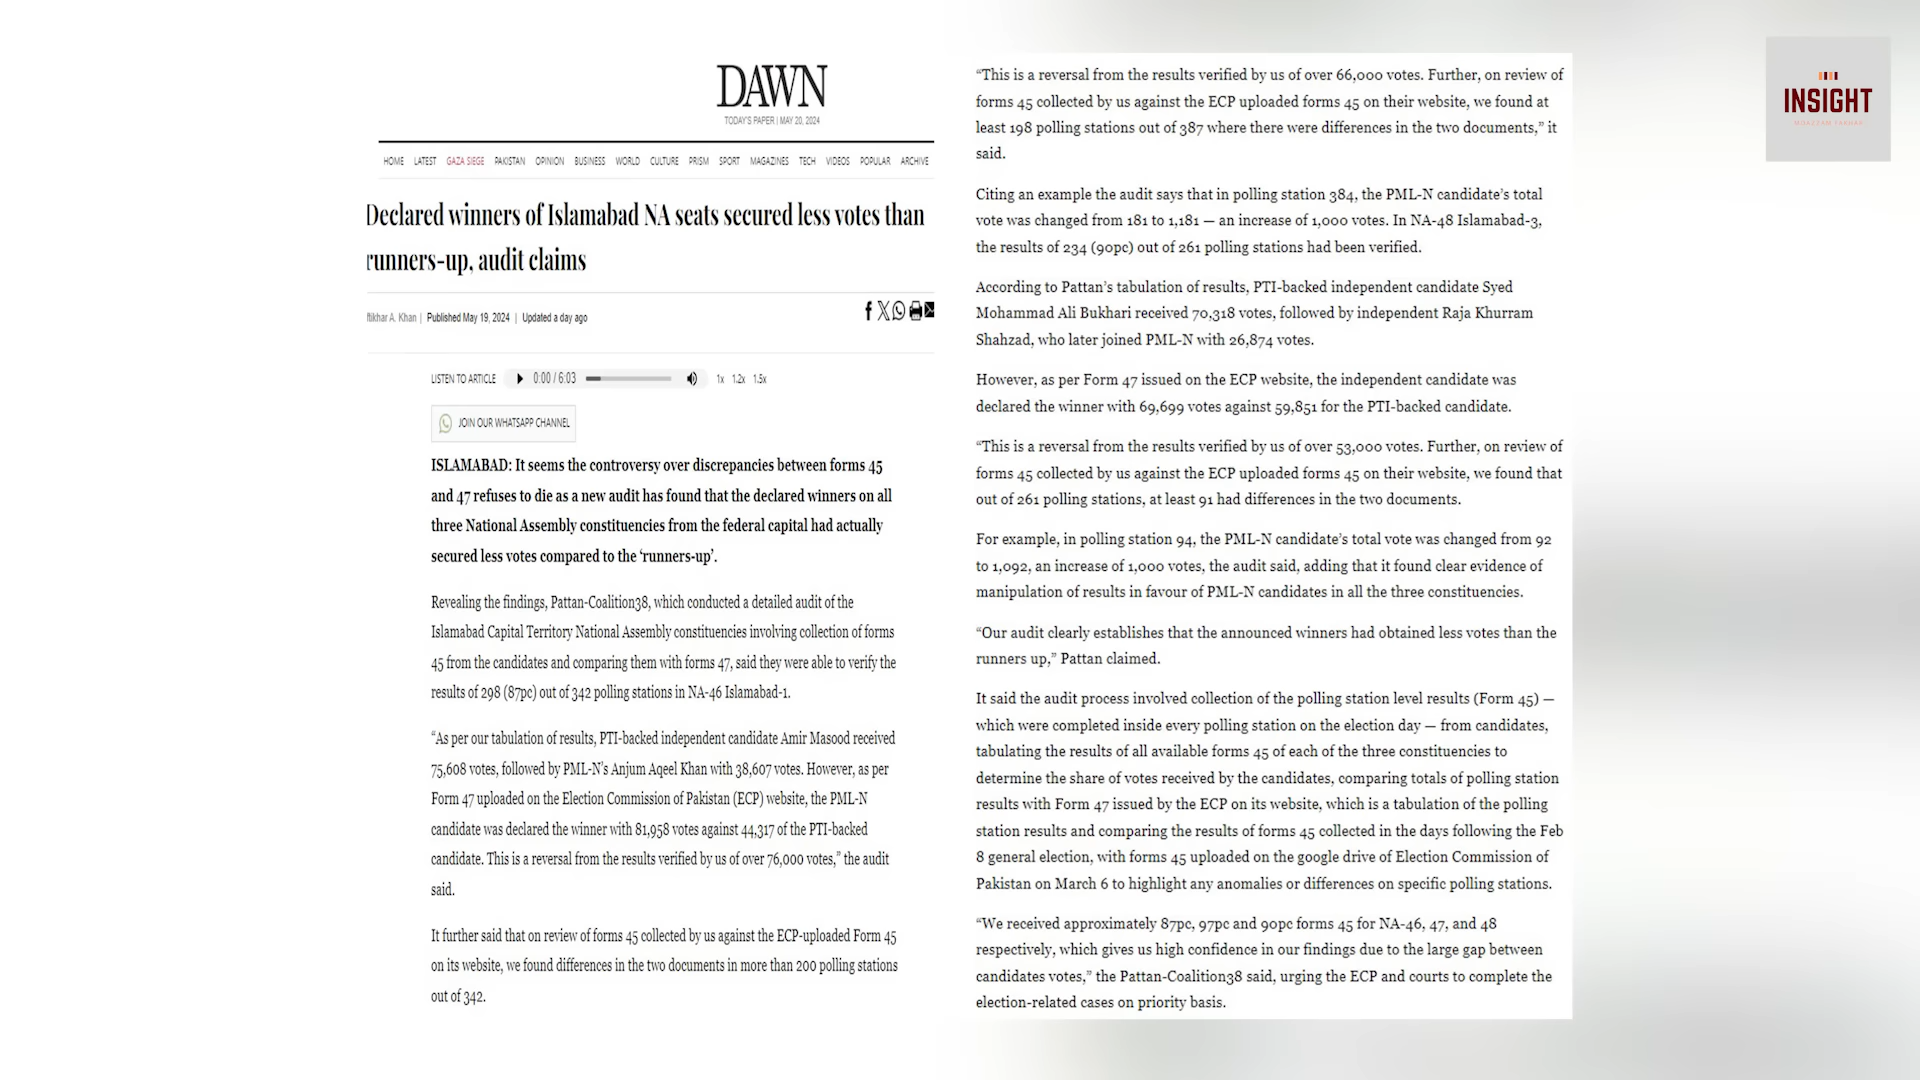 DAWN
TODAY'S PAPER | MAY 20, 2024
HOME LATEST GAZA SIEGE PAKISTAN OPINION BUSINESS WORLD CULTURE PRISM SPORT MAGAZINES TECH VIDEOS POPULAR ARCHIVE
Declared winners of Islamabad NA seats secured less votes than
runners-up, audit claims
ftikhar A. Khan | Published May 19, 2024 | Updated a day ago
LISTEN TO ARTICLE 0:00 / 6:03 1x 1.2x 1.5x
JOIN OUR WHATSAPP CHANNEL
ISLAMABAD: It seems the controversy over discrepancies between forms 45
and 47 refuses to die as a new audit has found that the declared winners on all
three National Assembly constituencies from the federal capital had actually
secured less votes compared to the ‘runners-up’.
Revealing the findings, Pattan-Coalition38, which conducted a detailed audit of the
Islamabad Capital Territory National Assembly constituencies involving collection of forms
45 from the candidates and comparing them with forms 47, said they were able to verify the
results of 298 (87pc) out of 342 polling stations in NA-46 Islamabad-1.
“As per our tabulation of results, PTI-backed independent candidate Amir Masood received
75,608 votes, followed by PML-N’s Anjum Aqeel Khan with 38,607 votes. However, as per
Form 47 uploaded on the Election Commission of Pakistan (ECP) website, the PML-N
candidate was declared the winner with 81,958 votes against 44,317 of the PTI-backed
candidate. This is a reversal from the results verified by us of over 76,000 votes,” the audit
said.
It further said that on review of forms 45 collected by us against the ECP-uploaded Form 45
on its website, we found differences in the two documents in more than 200 polling stations
out of 342.
“This is a reversal from the results verified by us of over 66,000 votes. Further, on review of
forms 45 collected by us against the ECP uploaded forms 45 on their website, we found at
least 198 polling stations out of 387 where there were differences in the two documents,” it
said.
Citing an example the audit says that in polling station 384, the PML-N candidate’s total
vote was changed from 181 to 1,181 — an increase of 1,000 votes. In NA-48 Islamabad-3,
the results of 234 (90pc) out of 261 polling stations had been verified.
According to Pattan’s tabulation of results, PTI-backed independent candidate Syed
Mohammad Ali Bukhari received 70,318 votes, followed by independent Raja Khurram
Shahzad, who later joined PML-N with 26,874 votes.
However, as per Form 47 issued on the ECP website, the independent candidate was
declared the winner with 69,699 votes against 59,851 for the PTI-backed candidate.
“This is a reversal from the results verified by us of over 53,000 votes. Further, on review of
forms 45 collected by us against the ECP uploaded forms 45 on their website, we found that
out of 261 polling stations, at least 91 had differences in the two documents.
For example, in polling station 94, the PML-N candidate’s total vote was changed from 92
to 1,092, an increase of 1,000 votes, the audit said, adding that it found clear evidence of
manipulation of results in favour of PML-N candidates in all the three constituencies.
“Our audit clearly establishes that the announced winners had obtained less votes than the
runners up,” Pattan claimed.
It said the audit process involved collection of the polling station level results (Form 45) —
which were completed inside every polling station on the election day — from candidates,
tabulating the results of all available forms 45 of each of the three constituencies to
determine the share of votes received by the candidates, comparing totals of polling station
results with Form 47 issued by the ECP on its website, which is a tabulation of the polling
station results and comparing the results of forms 45 collected in the days following the Feb
8 general election, with forms 45 uploaded on the google drive of Election Commission of
Pakistan on March 6 to highlight any anomalies or differences on specific polling stations.
“We received approximately 87pc, 97pc and 90pc forms 45 for NA-46, 47, and 48
respectively, which gives us high confidence in our findings due to the large gap between
candidates votes,” the Pattan-Coalition38 said, urging the ECP and courts to complete the
election-related cases on priority basis.
INSIGHT